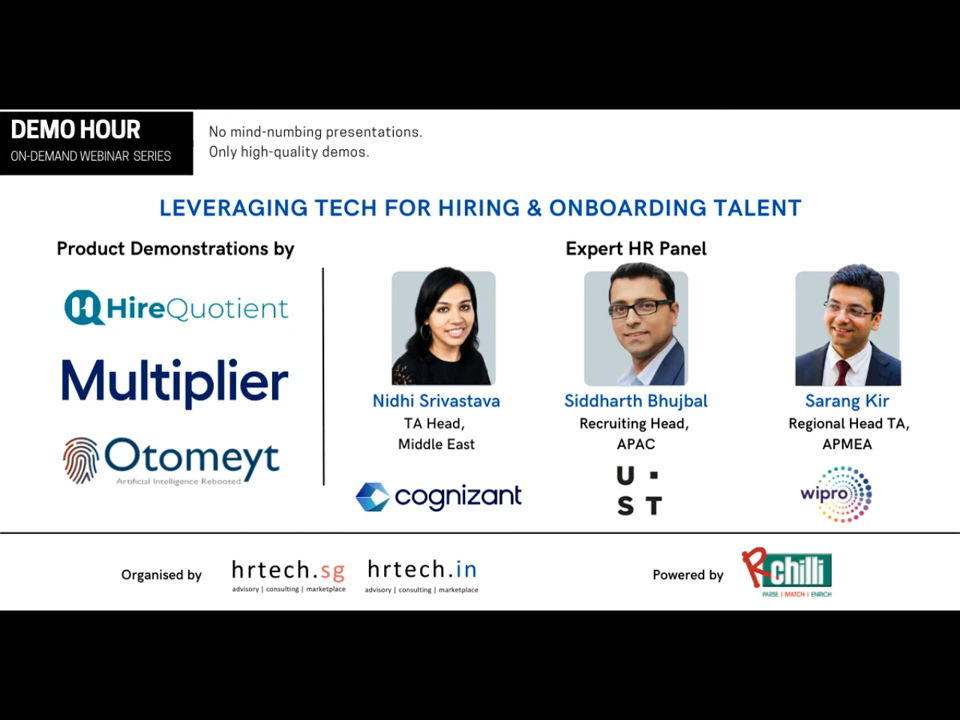 DEMO HOUR
ON-DEMAND WEBINAR SERIES
No mind-numbing presentations.
Only high-quality demos.
LEVERAGING TECH FOR HIRING & ONBOARDING TALENT
Product Demonstrations by
HireQuotient
Multiplier
Otomeyt
Artificial Intelligence Rebooted
Expert HR Panel
Nidhi Srivastava
TA Head,
Middle East
cognizant
Siddharth Bhujbal
Recruiting Head,
APAC
U ·
S T
Sarang Kir
Regional Head TA,
APMEA
wipro
Organised by
hrtech.sg
advisory | consulting | marketplace
hrtech.in
advisory | consulting | marketplace
Powered by
RChilli
PARSE | MATCH | ENRICH